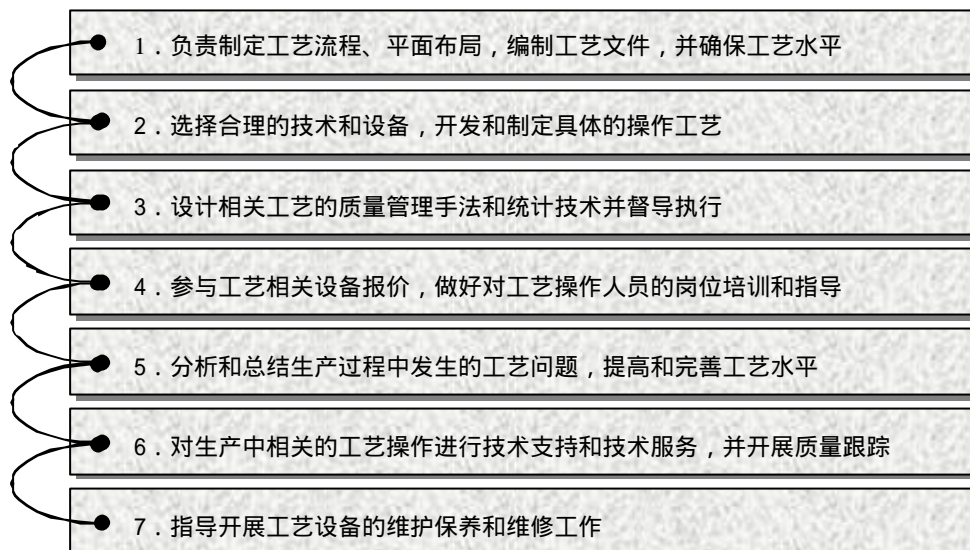 1．负责制定工艺流程、平面布局，编制工艺文件，并确保工艺水平
2．选择合理的技术和设备，开发和制定具体的操作工艺
3．设计相关工艺的质量管理手法和统计技术并督导执行
4．参与工艺相关设备报价，做好对工艺操作人员的岗位培训和指导
5．分析和总结生产过程中发生的工艺问题，提高和完善工艺水平
6．对生产中相关的工艺操作进行技术支持和技术服务，并开展质量跟踪
7．指导开展工艺设备的维护保养和维修工作